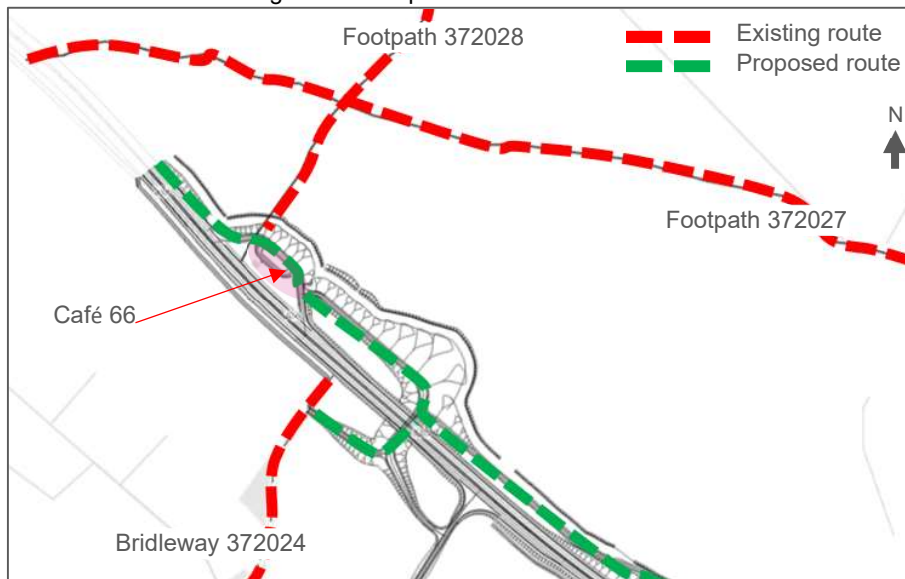 Footpath 372028
Existing route
Proposed route
N
Footpath 372027
Café 66
Bridleway 372024